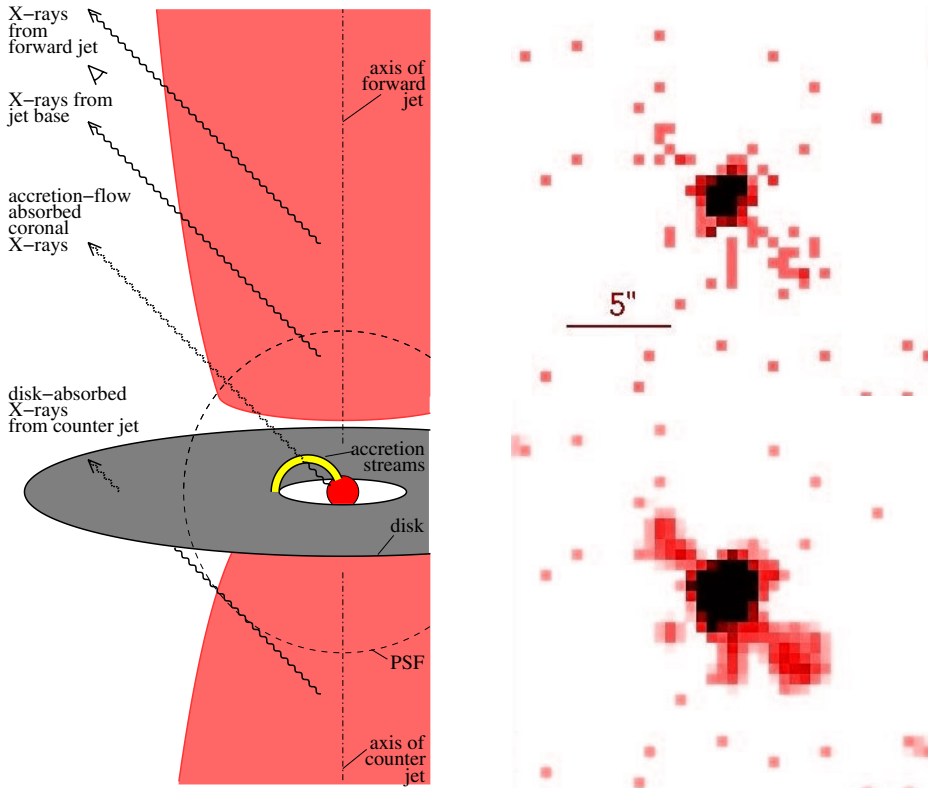 X−rays
from
forward jet
X−rays from
jet base
accretion−flow
absorbed
coronal
X−rays
disk−absorbed
X−rays
from counter jet
axis of
forward
jet
accretion
streams
disk
PSF
axis of
counter
jet
5"